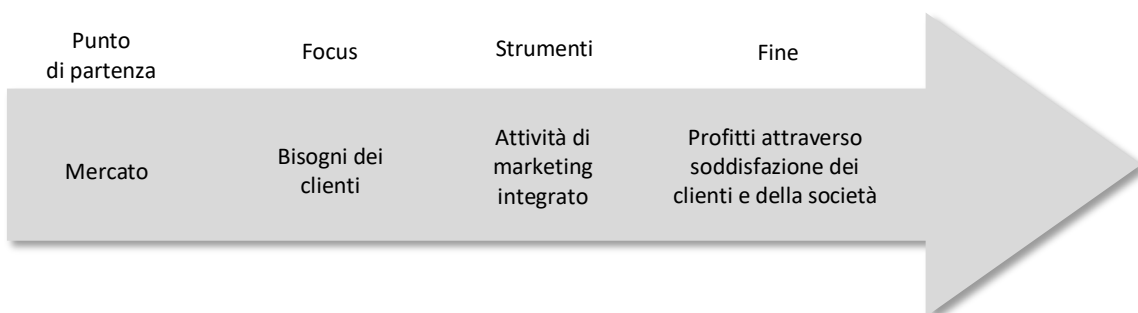 Punto
di partenza
Focus
Strumenti
Fine
Mercato
Bisogni dei
clienti
Attività di
marketing
integrato
Profitti attraverso
soddisfazione dei
clienti e della società